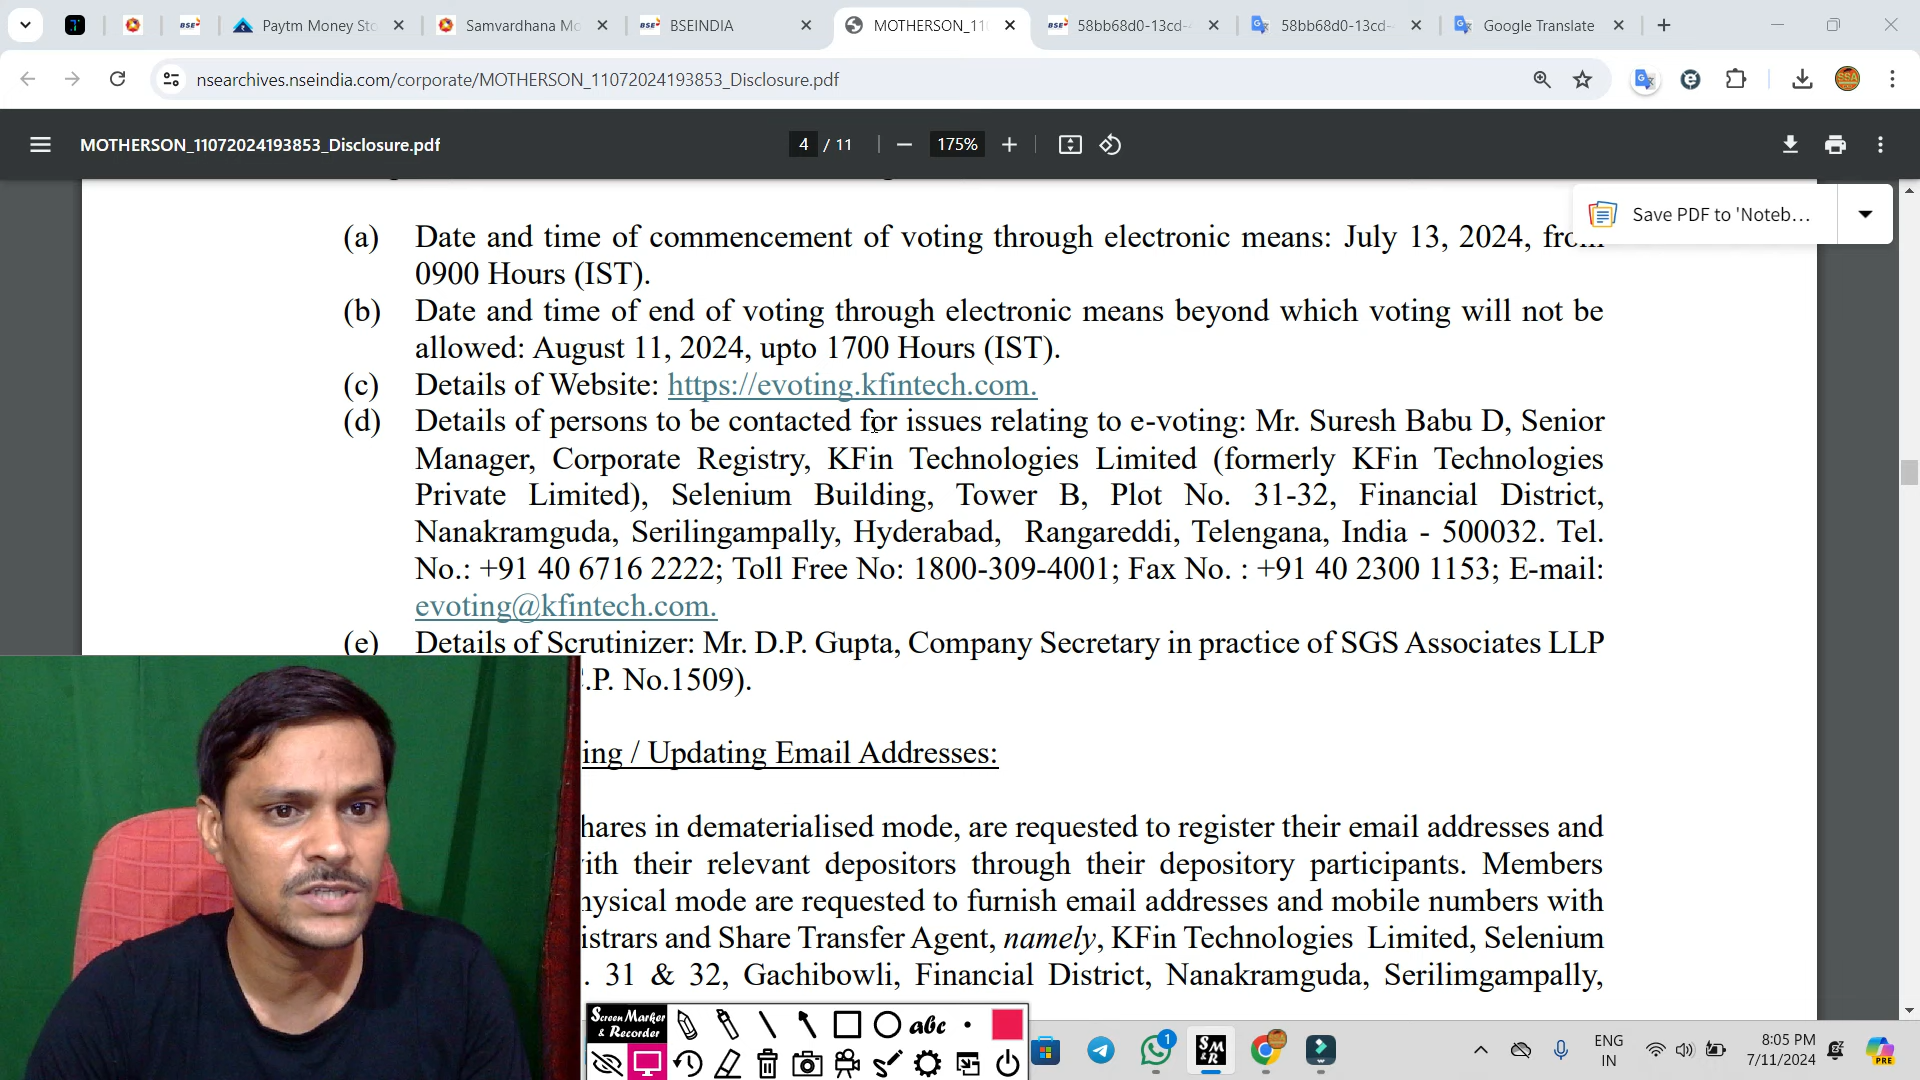 Paytm Money Sto
Samvardhana Mo
BSEINDIA
MOTHERSON_110
58bb68d0-13cd-
58bb68d0-13cd-
Google Translate
nsearchives.nseindia.com/corporate/MOTHERSON_11072024193853_Disclosure.pdf
MOTHERSON_11072024193853_Disclosure.pdf
4 / 11
175%
Save PDF to 'Noteb...
(a) Date and time of commencement of voting through electronic means: July 13, 2024, from
0900 Hours (IST).
(b) Date and time of end of voting through electronic means beyond which voting will not be
allowed: August 11, 2024, upto 1700 Hours (IST).
(c) Details of Website: https://evoting.kfintech.com.
(d) Details of persons to be contacted for issues relating to e-voting: Mr. Suresh Babu D, Senior
Manager, Corporate Registry, KFin Technologies Limited (formerly KFin Technologies
Private Limited), Selenium Building, Tower B, Plot No. 31-32, Financial District,
Nanakramguda, Serilingampally, Hyderabad, Rangareddi, Telengana, India - 500032. Tel.
No.: +91 40 6716 2222; Toll Free No: 1800-309-4001; Fax No. : +91 40 2300 1153; E-mail:
evoting@kfintech.com.
(e) Details of Scrutinizer: Mr. D.P. Gupta, Company Secretary in practice of SGS Associates LLP
.P. No.1509).
ing / Updating Email Addresses:
hares in dematerialised mode, are requested to register their email addresses and
ith their relevant depositors through their depository participants. Members
hysical mode are requested to furnish email addresses and mobile numbers with
istrars and Share Transfer Agent, namely, KFin Technologies Limited, Selenium
. 31 & 32, Gachibowli, Financial District, Nanakramguda, Serilimgampally,
Screen Marker
& Recorder
abc
SM
&R
1
ENG
IN
8:05 PM
7/11/2024
PRE